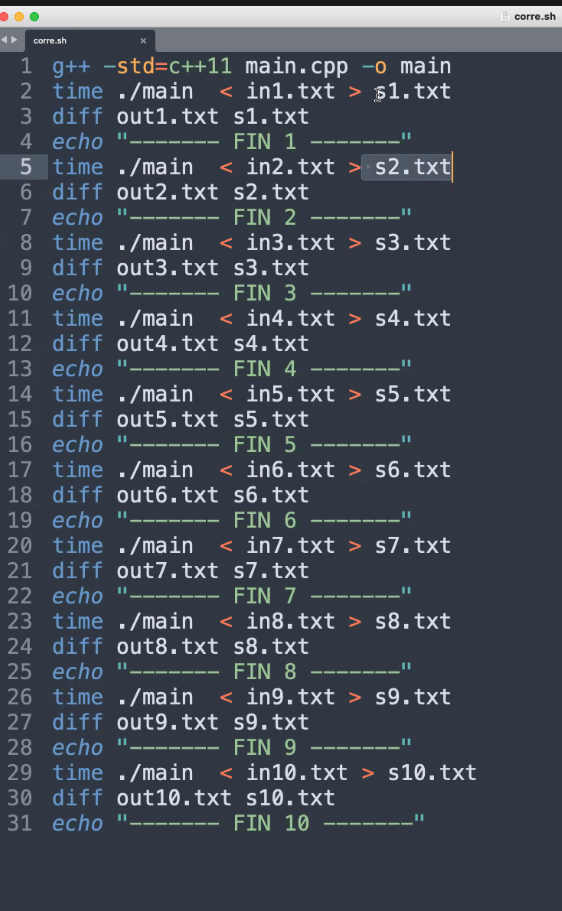 corre.sh
corre.sh ×
1 g++ -std=c++11 main.cpp -o main
2 time ./main  < in1.txt > s1.txt
3 diff out1.txt s1.txt
4 echo "------- FIN 1 -------"
5 time ./main  < in2.txt > s2.txt
6 diff out2.txt s2.txt
7 echo "------- FIN 2 -------"
8 time ./main  < in3.txt > s3.txt
9 diff out3.txt s3.txt
10 echo "------- FIN 3 -------"
11 time ./main  < in4.txt > s4.txt
12 diff out4.txt s4.txt
13 echo "------- FIN 4 -------"
14 time ./main  < in5.txt > s5.txt
15 diff out5.txt s5.txt
16 echo "------- FIN 5 -------"
17 time ./main  < in6.txt > s6.txt
18 diff out6.txt s6.txt
19 echo "------- FIN 6 -------"
20 time ./main  < in7.txt > s7.txt
21 diff out7.txt s7.txt
22 echo "------- FIN 7 -------"
23 time ./main  < in8.txt > s8.txt
24 diff out8.txt s8.txt
25 echo "------- FIN 8 -------"
26 time ./main  < in9.txt > s9.txt
27 diff out9.txt s9.txt
28 echo "------- FIN 9 -------"
29 time ./main  < in10.txt > s10.txt
30 diff out10.txt s10.txt
31 echo "------- FIN 10 -------"